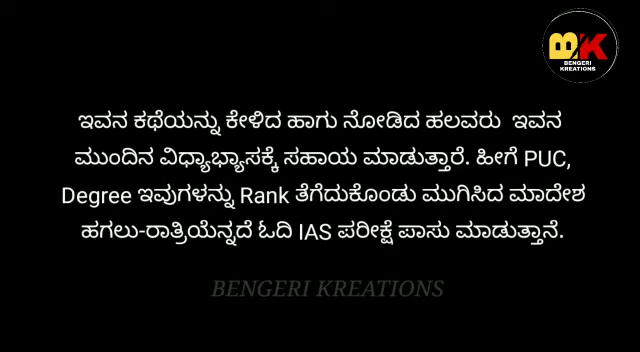 BK
BENGERI
KREATIONS
ಇವನ ಕಥೆಯನ್ನು ಕೇಳಿದ ಹಾಗು ನೋಡಿದ ಹಲವರು ಇವನ
ಮುಂದಿನ ವಿಧ್ಯಾಭ್ಯಾಸಕ್ಕೆ ಸಹಾಯ ಮಾಡುತ್ತಾರೆ. ಹೀಗೆ PUC,
Degree ಇವುಗಳನ್ನು Rank ತೆಗೆದುಕೊಂಡು ಮುಗಿಸಿದ ಮಾದೇಶ
ಹಗಲು-ರಾತ್ರಿಯೆನ್ನದೆ ಓದಿ IAS ಪರೀಕ್ಷೆ ಪಾಸು ಮಾಡುತ್ತಾನೆ.
BENGERI KREATIONS